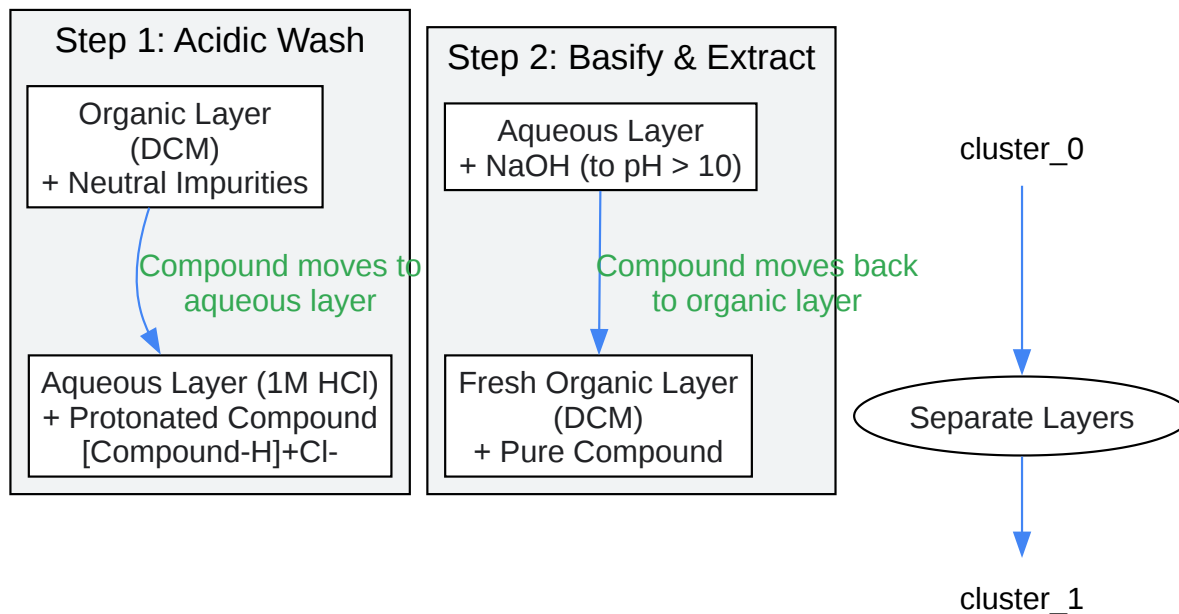 Step 1: Acidic Wash
Organic Layer
(DCM)
+ Neutral Impurities
Compound moves to
aqueous layer
Aqueous Layer (1M HCl)
+ Protonated Compound
[Compound-H]+Cl-
Step 2: Basify & Extract
Aqueous Layer
+ NaOH (to pH > 10)
Compound moves back
to organic layer
Fresh Organic Layer
(DCM)
+ Pure Compound
cluster_0
Separate Layers
cluster_1